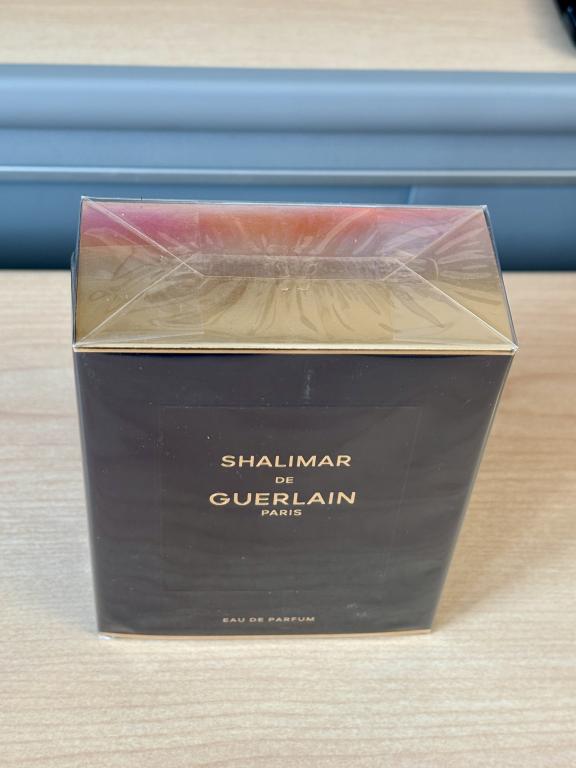 SHALIMAR
DE
GUERLAIN
PARIS
EAU DE PARFUM